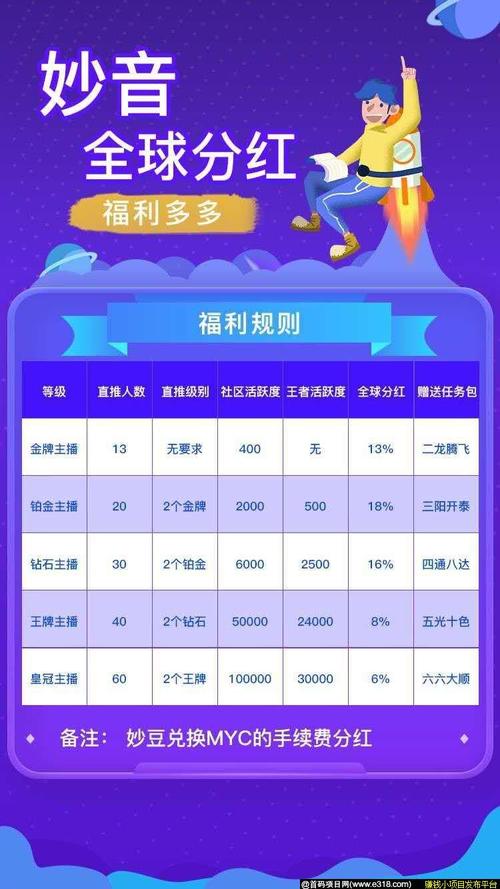 妙音
全球分红
福利多多
福利规则
等级 直推人数 直推级别 社区活跃度 王者活跃度 全球分红 赠送任务包
金牌主播 13 无要求 400 无 13% 二龙腾飞
铂金主播 20 2个金牌 2000 500 18% 三阳开泰
钻石主播 30 2个铂金 6000 2500 16% 四通八达
王牌主播 40 2个钻石 50000 24000 8% 五光十色
皇冠主播 60 2个王牌 100000 30000 6% 六六大顺
备注： 妙豆兑换MYC的手续费分红
@首码项目网(www.e318.com) 赚钱小项目发布平台